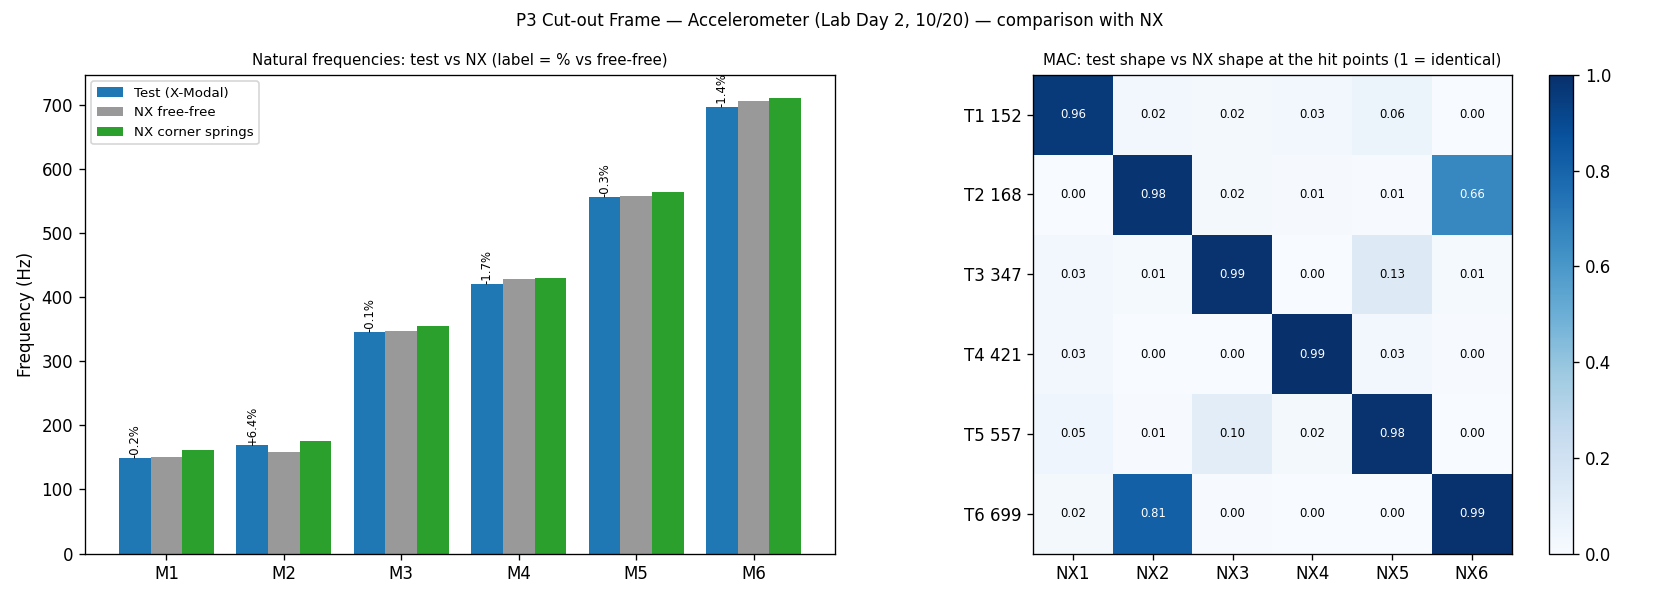 P3 Cut-out Frame — Accelerometer (Lab Day 2, 10/20) — comparison with NX
Natural frequencies: test vs NX (label = % vs free-free)
Test (X-Modal)
NX free-free
NX corner springs
Frequency (Hz)
700
600
500
400
300
200
100
0
-0.2%
+6.4%
-0.1%
-1.7%
-0.3%
-1.4%
M1 M2 M3 M4 M5 M6
MAC: test shape vs NX shape at the hit points (1 = identical)
T1 152 0.96 0.02 0.02 0.03 0.06 0.00
T2 168 0.00 0.98 0.02 0.01 0.01 0.66
T3 347 0.03 0.01 0.99 0.00 0.13 0.01
T4 421 0.03 0.00 0.00 0.99 0.03 0.00
T5 557 0.05 0.01 0.10 0.02 0.98 0.00
T6 699 0.02 0.81 0.00 0.00 0.00 0.99
NX1 NX2 NX3 NX4 NX5 NX6
1.0
0.8
0.6
0.4
0.2
0.0